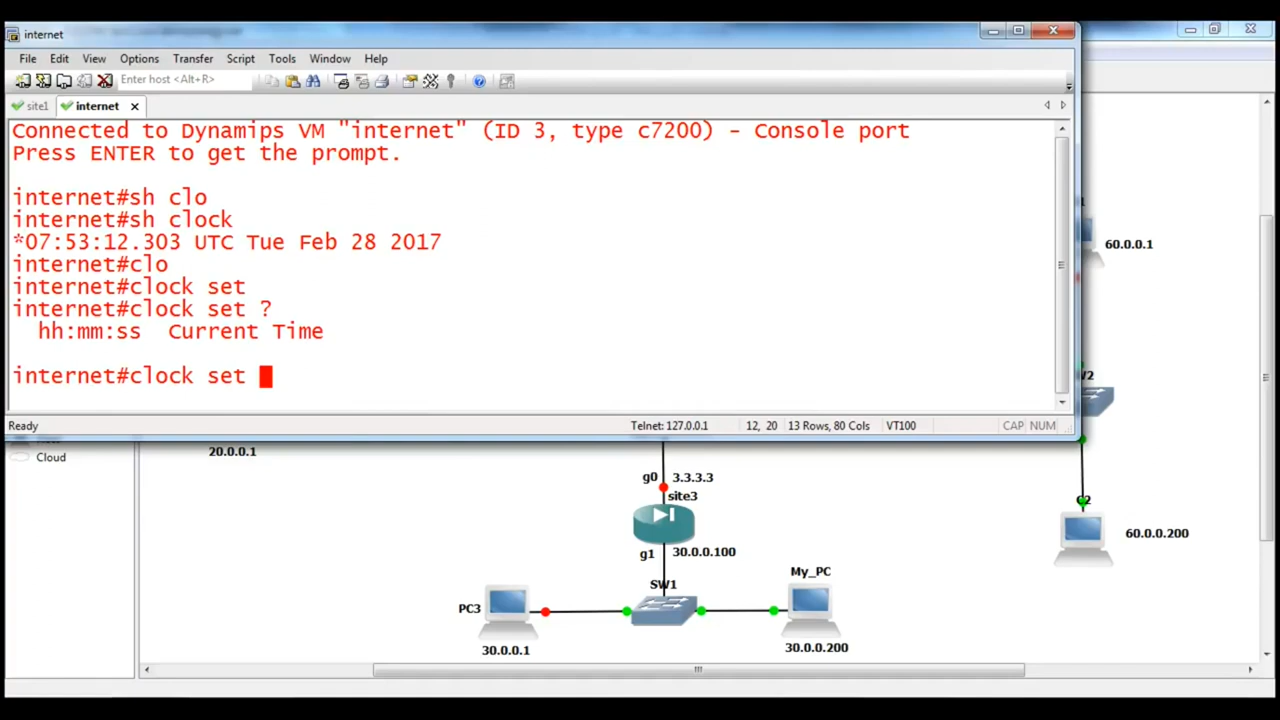 internet
File Edit View Options Transfer Script Tools Window Help
Enter host <Alt+R>
site1 internet
Connected to Dynamips VM "internet" (ID 3, type c7200) - Console port
Press ENTER to get the prompt.
internet#sh clo
internet#sh clock
*07:53:12.303 UTC Tue Feb 28 2017
internet#clo
internet#clock set
internet#clock set ?
hh:mm:ss Current Time
internet#clock set
Ready Telnet: 127.0.0.1 12, 20 13 Rows, 80 Cols VT100 CAP NUM
60.0.0.1
Cloud
20.0.0.1
g0 3.3.3.3
site3
g1 30.0.0.100
SW1
My_PC
PC3
30.0.0.1
30.0.0.200
60.0.0.200